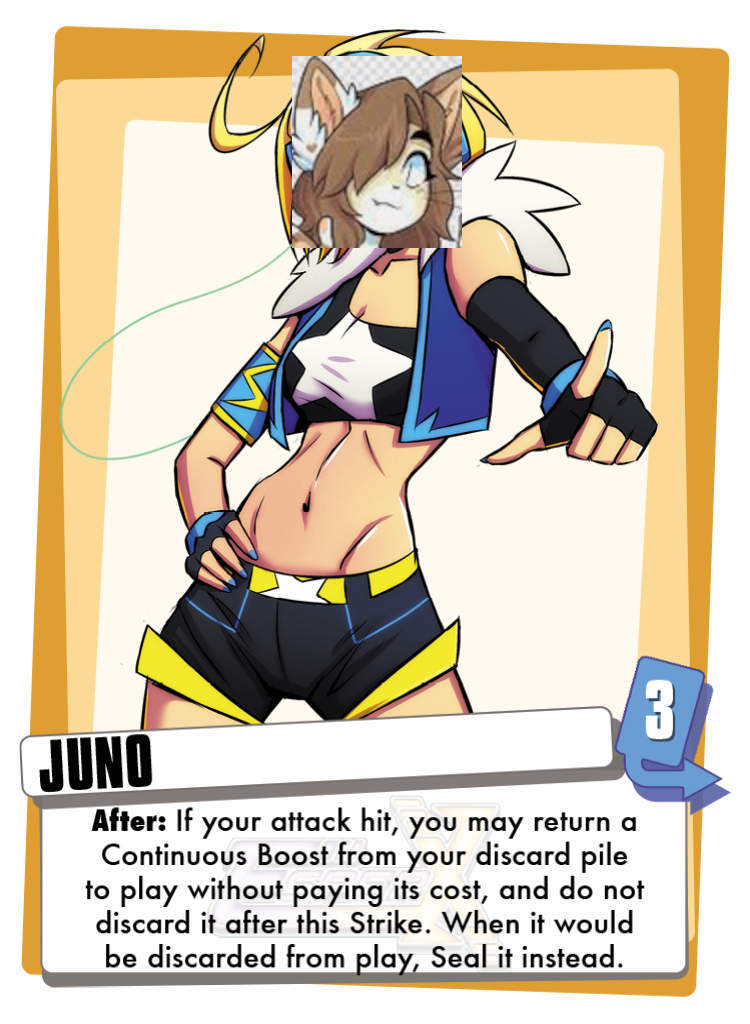 3
JUNO
After: If your attack hit, you may return a
Continuous Boost from your discard pile
to play without paying its cost, and do not
discard it after this Strike. When it would
be discarded from play, Seal it instead.